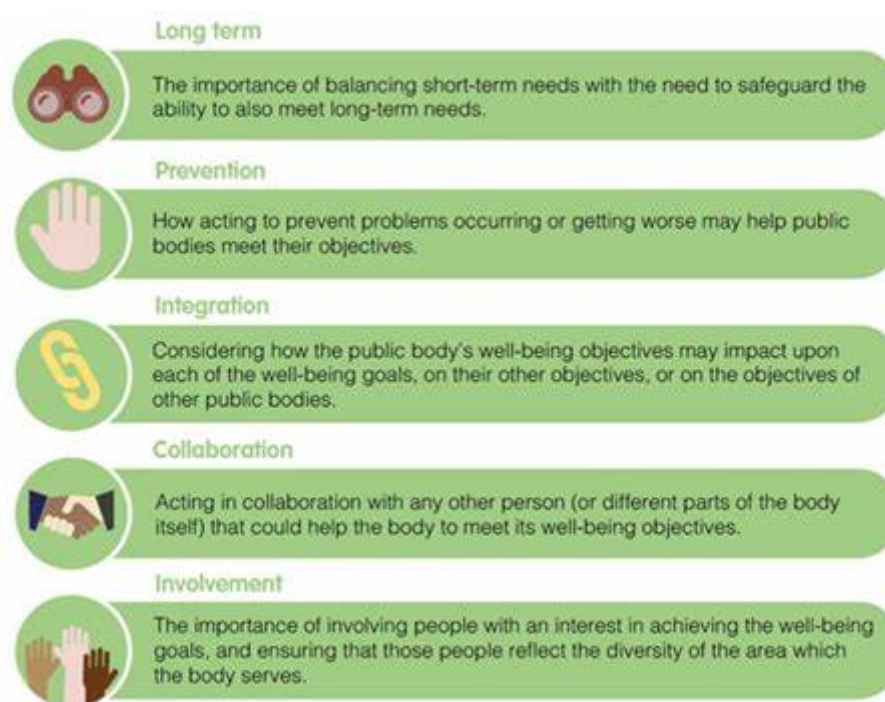 Long term
The importance of balancing short-term needs with the need to safeguard the
ability to also meet long-term needs.
Prevention
How acting to prevent problems occurring or getting worse may help public
bodies meet their objectives.
Integration
Considering how the public body's well-being objectives may impact upon
each of the well-being goals, on their other objectives, or on the objectives of
other public bodies.
Collaboration
Acting in collaboration with any other person (or different parts of the body
itself) that could help the body to meet its well-being objectives.
Involvement
The importance of involving people with an interest in achieving the well-being
goals, and ensuring that those people reflect the diversity of the area which
the body serves.